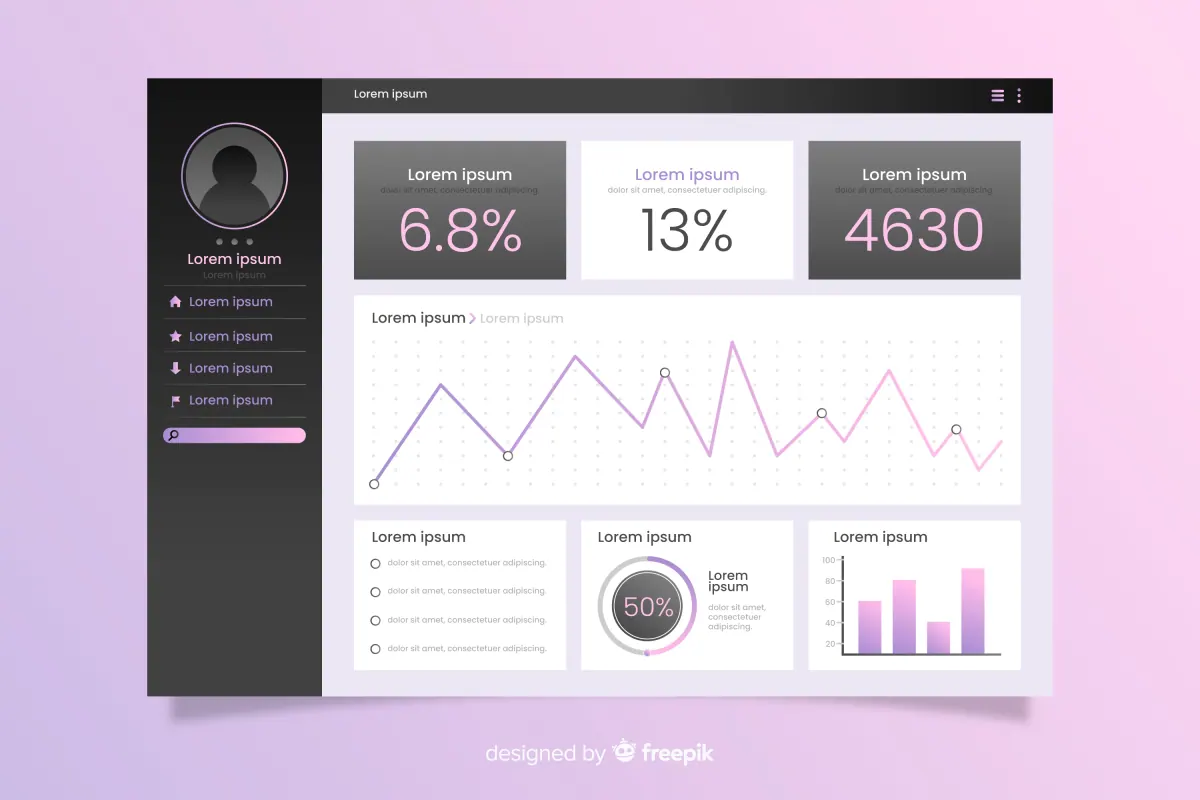 Lorem ipsum
Lorem ipsum
Lorem ipsum
Lorem ipsum
Lorem ipsum
Lorem ipsum
Lorem ipsum
Lorem ipsum
dolor sit amet, consectetuer adipiscing
6.8%
Lorem ipsum
dolor sit amet, consectetuer adipiscing.
13%
Lorem ipsum
dolor sit amet, consectetuer adipiscing
4630
Lorem ipsum Lorem ipsum
Lorem ipsum
dolor sit amet, consectetuer adipiscing.
dolor sit amet, consectetuer adipiscing.
dolor sit amet, consectetuer adipiscing.
dolor sit amet, consectetuer adipiscing.
Lorem ipsum
50%
Lorem
ipsum
dolor sit amet,
consectetuer
adipiscing.
Lorem ipsum
100
80
60
40
20
designed by freepik